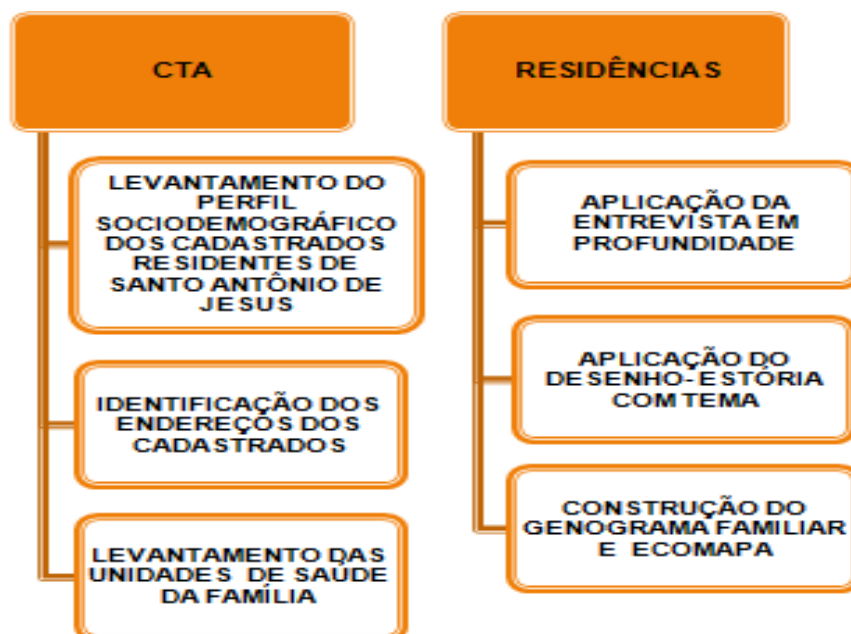 CTA
LEVANTAMENTO DO
PERFIL
SOCIODEMOGRÁFICO
DOS CADASTRADOS
RESIDENTES DE
SANTO ANTÔNIO DE
JESUS
IDENTIFICAÇÃO DOS
ENDEREÇOS DOS
CADASTRADOS
LEVANTAMENTO DAS
UNIDADES DE SAÚDE
DA FAMÍLIA
RESIDÊNCIAS
APLICAÇÃO DA
ENTREVISTA EM
PROFUNDIDADE
APLICAÇÃO DO
DESENHO-ESTÓRIA
COM TEMA
CONSTRUÇÃO DO
GENOGRAMA FAMILIAR
E ECOMAPA